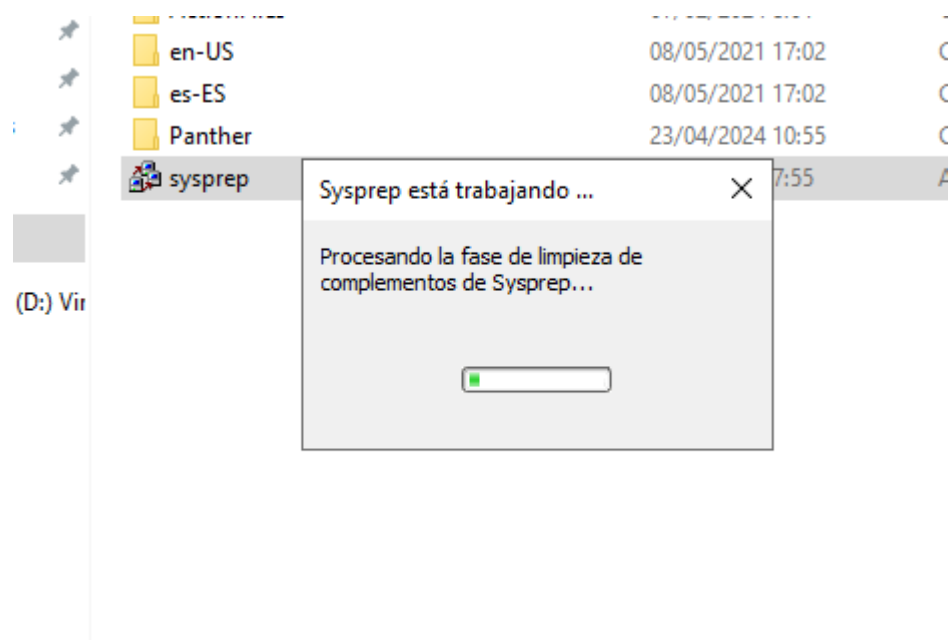 en-US 08/05/2021 17:02
es-ES 08/05/2021 17:02
Panther 23/04/2024 10:55
sysprep 7:55
Sysprep está trabajando ...
Procesando la fase de limpieza de
complementos de Sysprep...
(D:) Vir